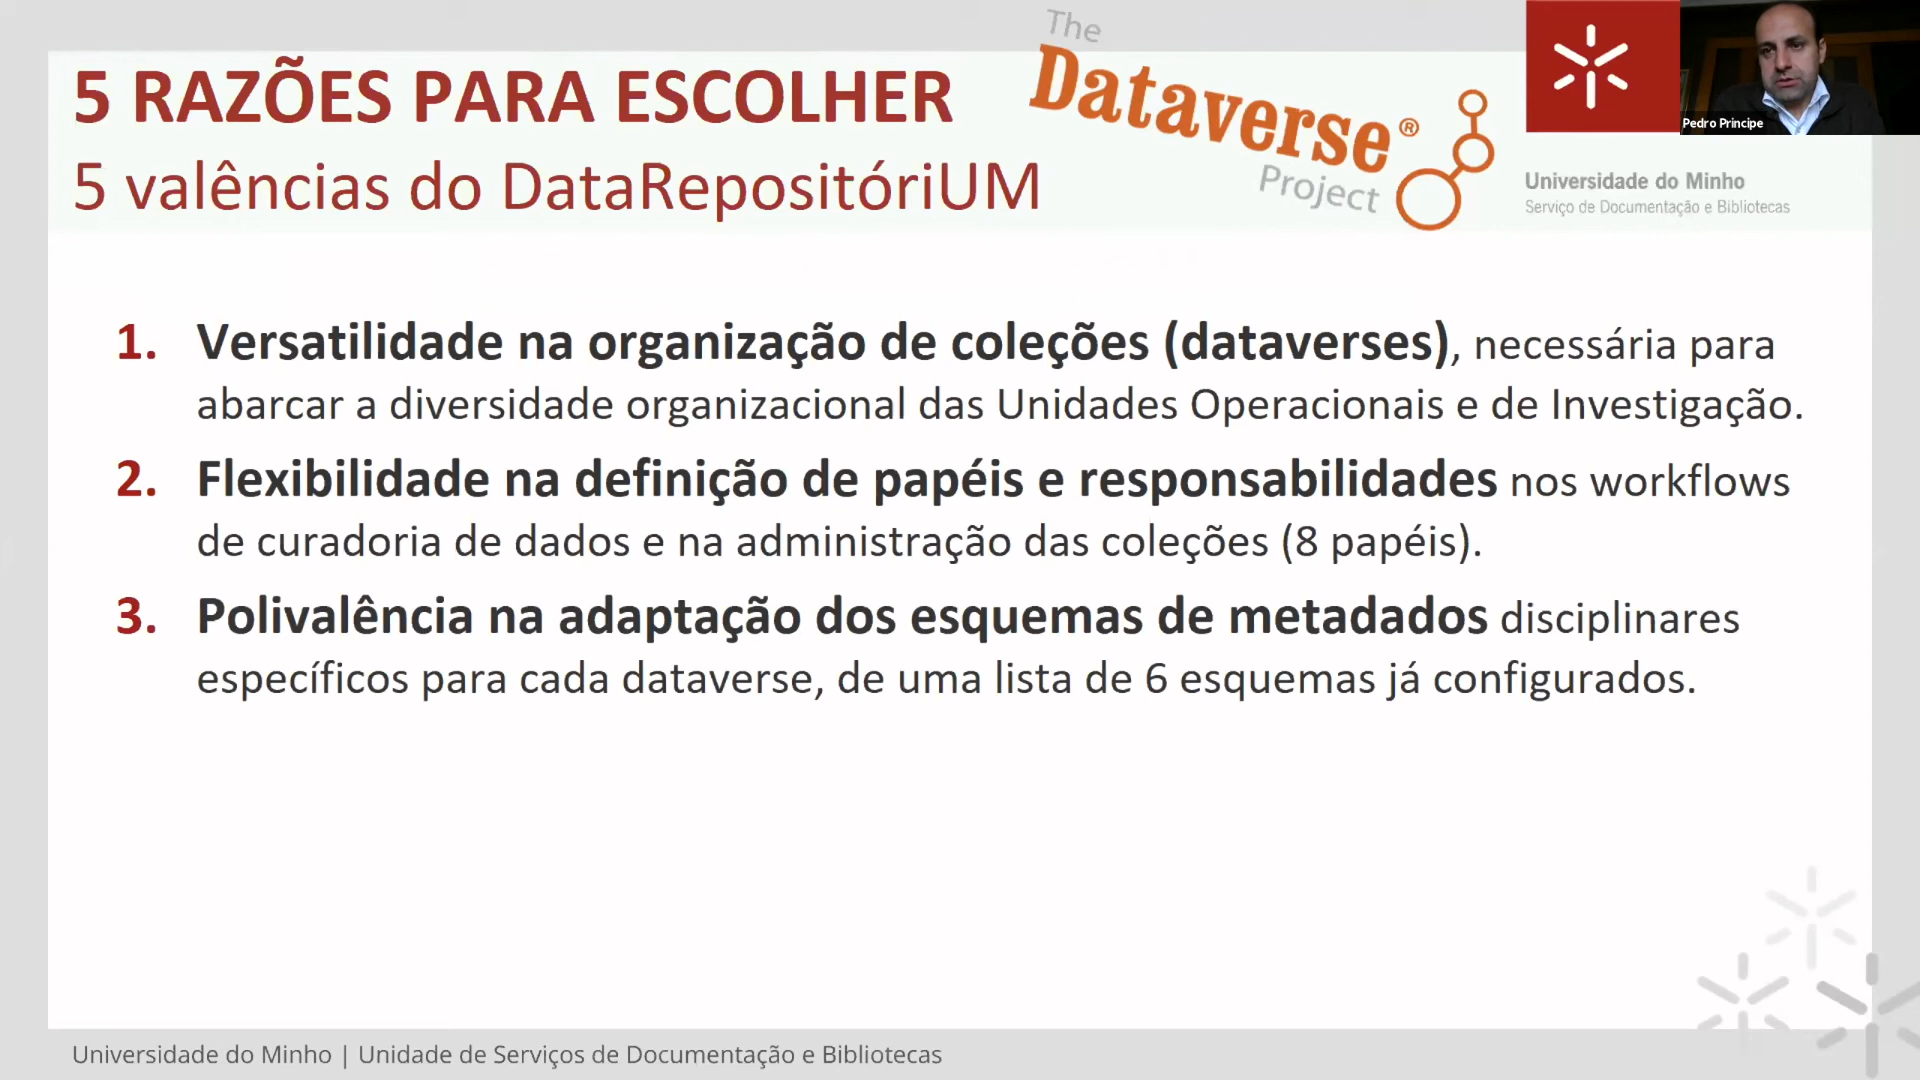 5 RAZÕES PARA ESCOLHER
5 valências do DataRepositóriUM
The
Dataverse®
Project
Pedro Principe
Universidade do Minho
Serviço de Documentação e Bibliotecas
1. Versatilidade na organização de coleções (dataverses), necessária para
abarcar a diversidade organizacional das Unidades Operacionais e de Investigação.
2. Flexibilidade na definição de papéis e responsabilidades nos workflows
de curadoria de dados e na administração das coleções (8 papéis).
3. Polivalência na adaptação dos esquemas de metadados disciplinares
específicos para cada dataverse, de uma lista de 6 esquemas já configurados.
Universidade do Minho | Unidade de Serviços de Documentação e Bibliotecas